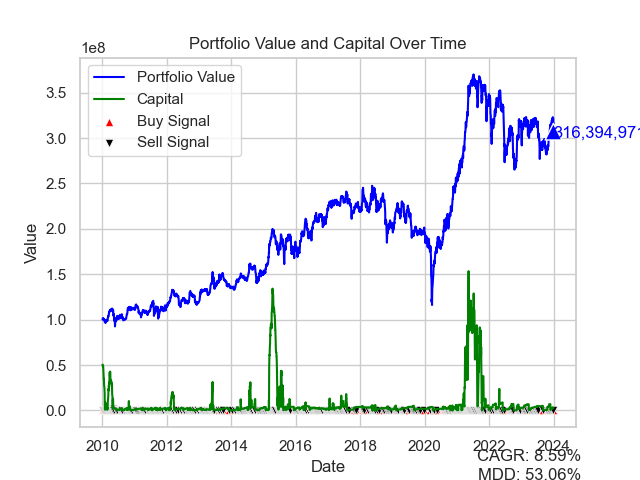 Portfolio Value and Capital Over Time
1e8
Portfolio Value
Capital
Buy Signal
Sell Signal
3.5
3.0
2.5
2.0
1.5
1.0
0.5
0.0
Value
316,394,971
2010 2012 2014 2016 2018 2020 2022 2024
Date
CAGR: 8.59%
MDD: 53.06%